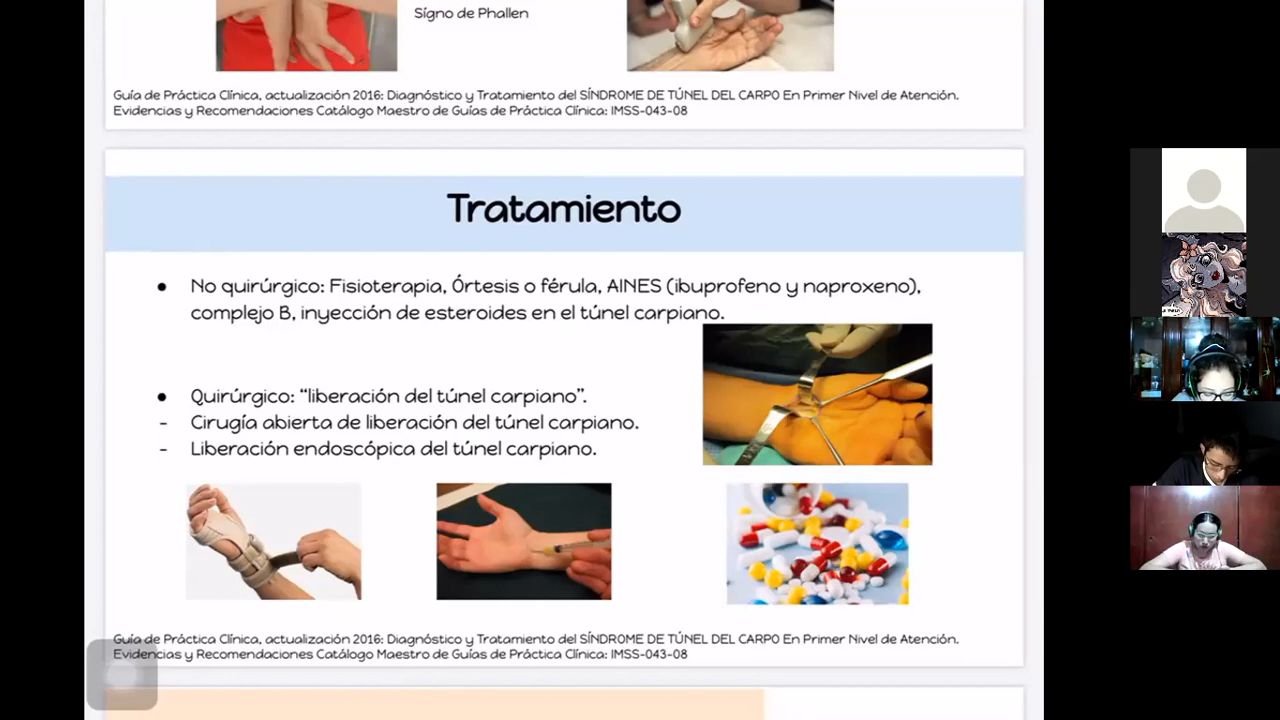 Sígno de Phallen
Guía de Práctica Clínica, actualización 2016: Diagnóstico y Tratamiento del SÍNDROME DE TÚNEL DEL CARPO En Primer Nivel de Atención.
Evidencias y Recomendaciones Catálogo Maestro de Guías de Práctica Clínica: IMSS-043-08
Tratamiento
● No quirúrgico: Fisioterapia, Órtesis o férula, AINES (ibuprofeno y naproxeno),
complejo B, inyección de esteroides en el túnel carpiano.
● Quirúrgico: “liberación del túnel carpiano”.
- Cirugía abierta de liberación del túnel carpiano.
- Liberación endoscópica del túnel carpiano.
Guía de Práctica Clínica, actualización 2016: Diagnóstico y Tratamiento del SÍNDROME DE TÚNEL DEL CARPO En Primer Nivel de Atención.
Evidencias y Recomendaciones Catálogo Maestro de Guías de Práctica Clínica: IMSS-043-08